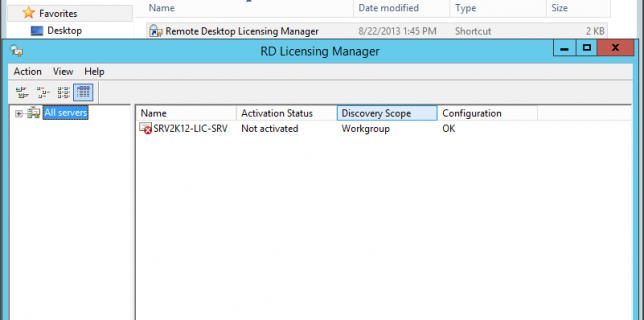 Favorites
Name Date modified Type Size
Desktop
Remote Desktop Licensing Manager 8/22/2013 1:45 PM Shortcut 2 KB
RD Licensing Manager
Action View Help
All servers
Name Activation Status Discovery Scope Configuration
SRV2K12-LIC-SRV Not activated Workgroup OK